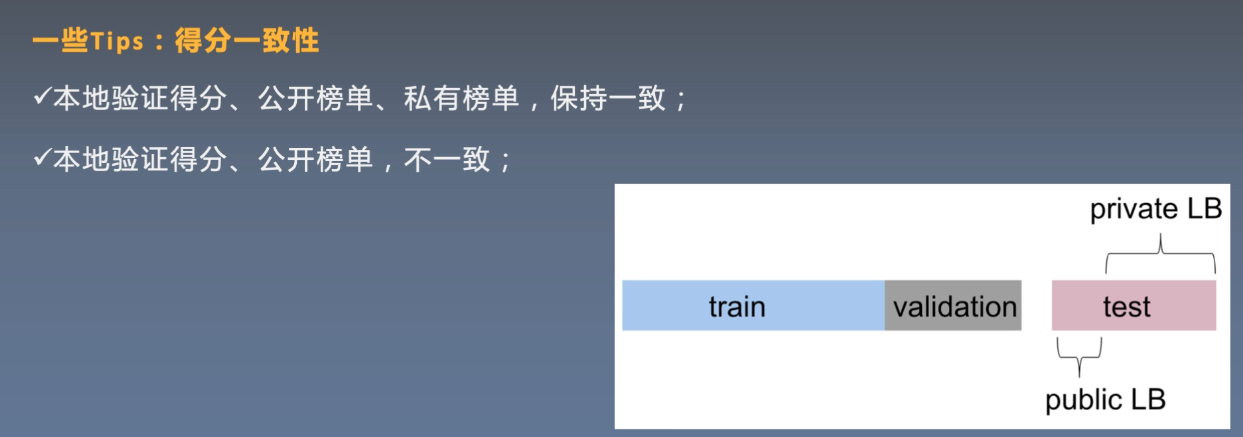 一些Tips：得分一致性
✓本地验证得分、公开榜单、私有榜单，保持一致；
✓本地验证得分、公开榜单，不一致；
private LB
train validation test
public LB